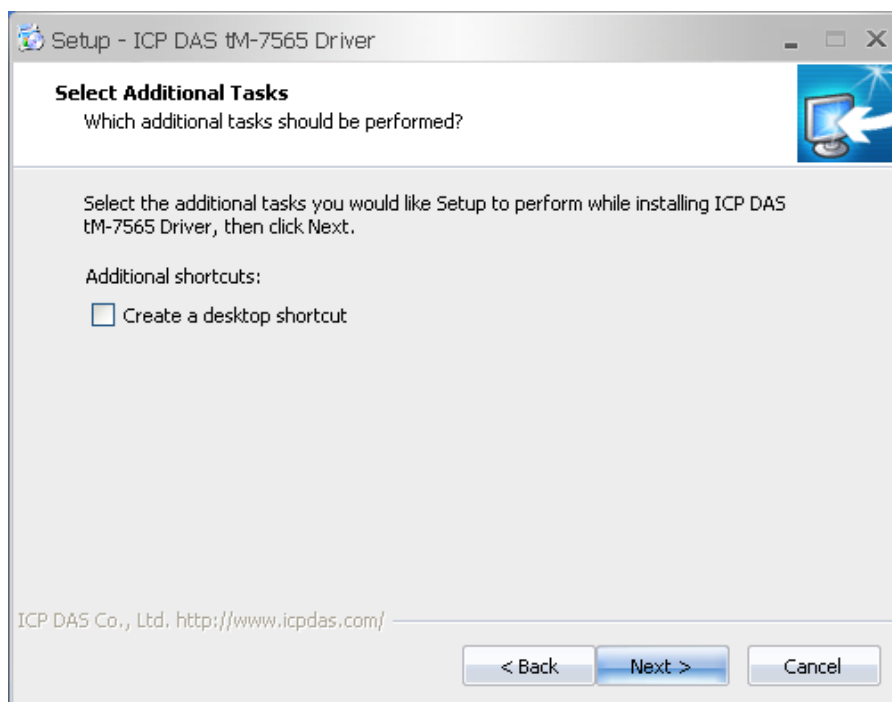 Setup - ICP DAS tM-7565 Driver
Select Additional Tasks
Which additional tasks should be performed?
Select the additional tasks you would like Setup to perform while installing ICP DAS
tM-7565 Driver, then click Next.
Additional shortcuts:
Create a desktop shortcut
ICP DAS Co., Ltd. http://www.icpdas.com/
< Back
Next >
Cancel